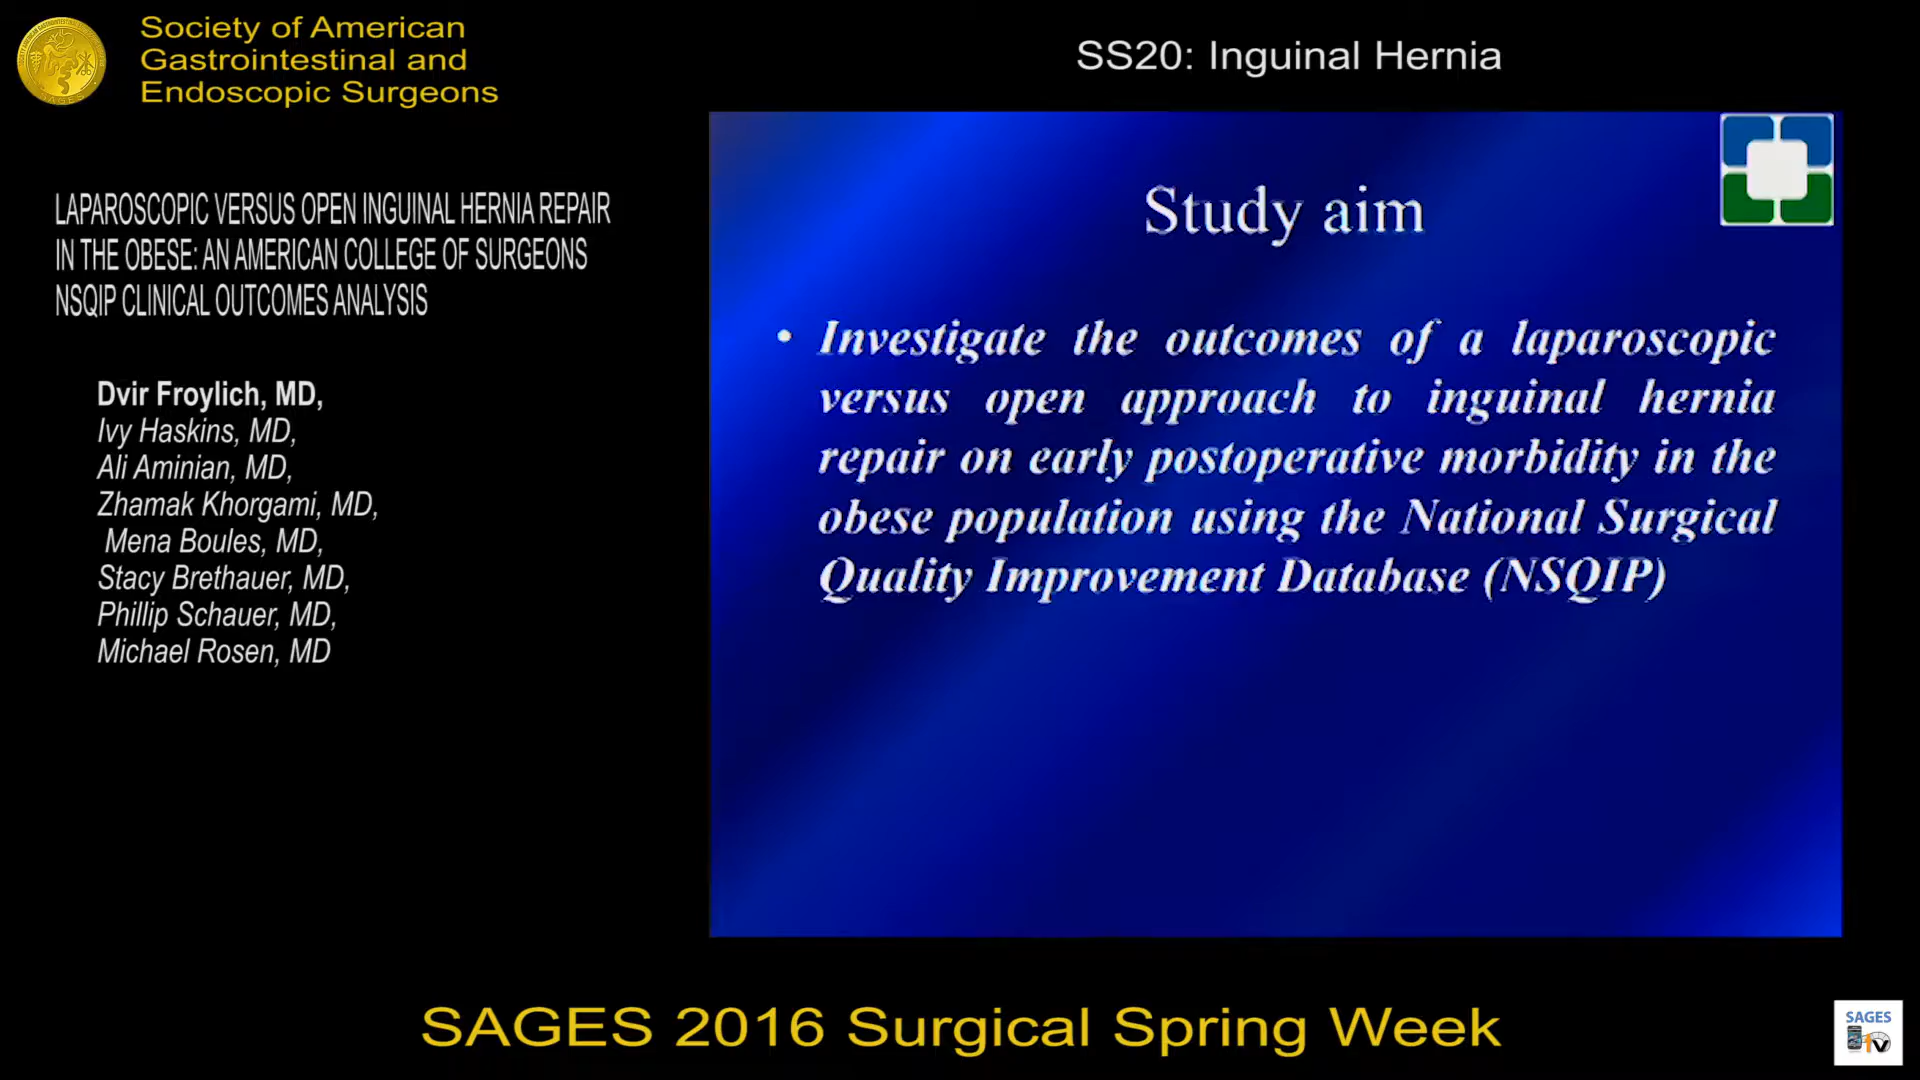 Society of American
Gastrointestinal and
Endoscopic Surgeons
SS20: Inguinal Hernia
LAPAROSCOPIC VERSUS OPEN INGUINAL HERNIA REPAIR
IN THE OBESE: AN AMERICAN COLLEGE OF SURGEONS
NSQIP CLINICAL OUTCOMES ANALYSIS
Dvir Froylich, MD,
Ivy Haskins, MD,
Ali Aminian, MD,
Zhamak Khorgami, MD,
Mena Boules, MD,
Stacy Brethauer, MD,
Phillip Schauer, MD,
Michael Rosen, MD
Study aim
• Investigate the outcomes of a laparoscopic
versus open approach to inguinal hernia
repair on early postoperative morbidity in the
obese population using the National Surgical
Quality Improvement Database (NSQIP)
SAGES 2016 Surgical Spring Week
SAGES
tv